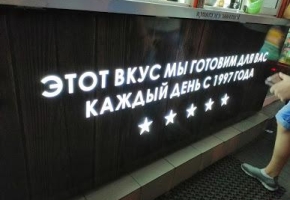 ЭТОТ ВКУС МЫ ГОТОВИМ ДЛЯ ВАС
КАЖДЫЙ ДЕНЬ С 1997 ГОДА